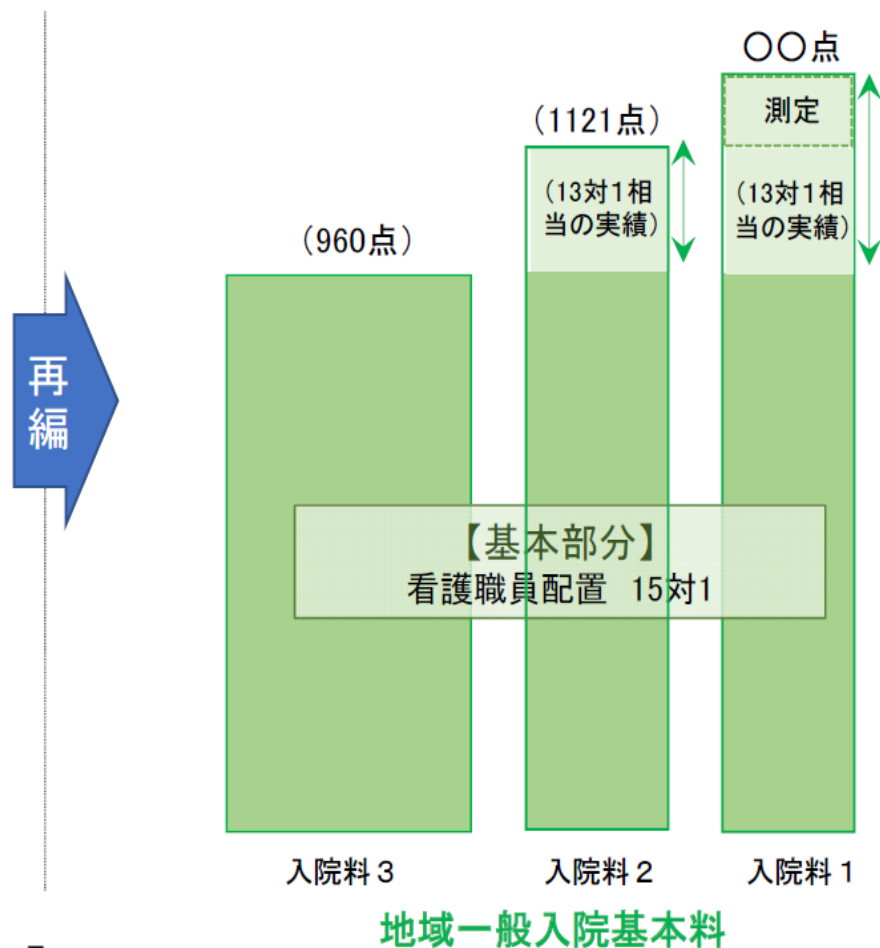 〇〇点
測定
(1121点)
(13対1相
当の実績)
(13対1相
当の実績)
(960点)
再
編
【基本部分】
看護職員配置 15対1
入院料3
入院料2
入院料1
地域一般入院基本料